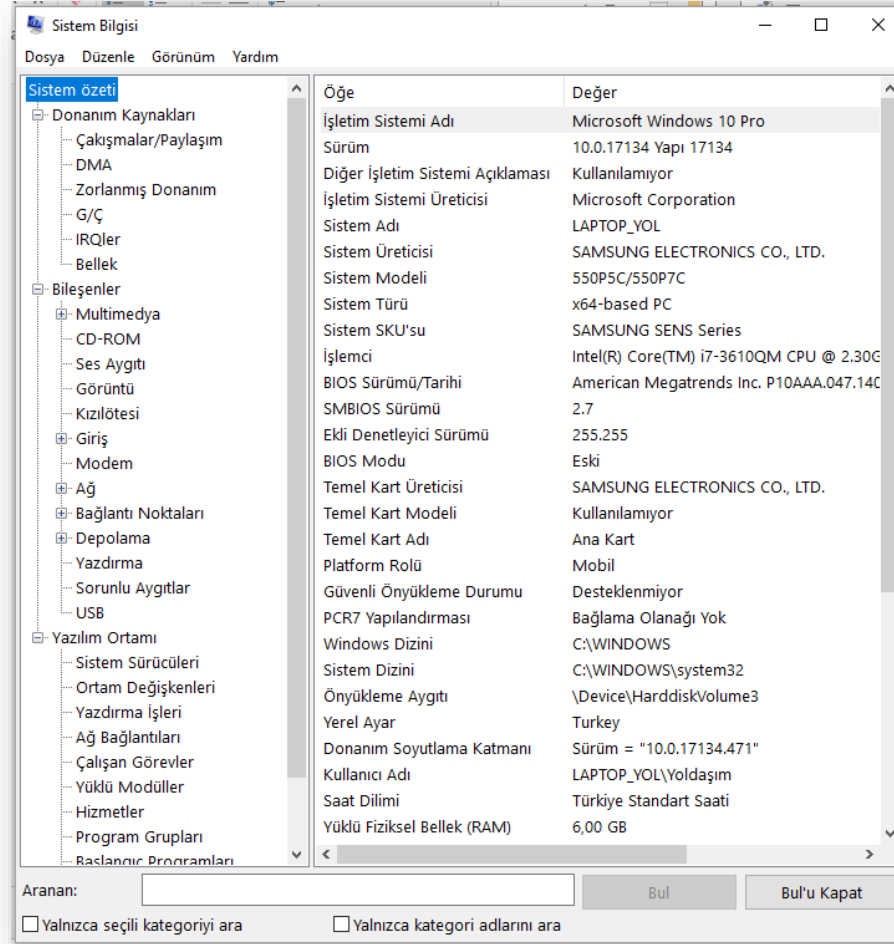 Sistem Bilgisi
Dosya Düzenle Görünüm Yardım
Sistem özeti
Donanım Kaynakları
Çakışmalar/Paylaşım
DMA
Zorlanmış Donanım
G/Ç
IRQler
Bellek
Bileşenler
Multimedya
CD-ROM
Ses Aygıtı
Görüntü
Kızılötesi
Giriş
Modem
Ağ
Bağlantı Noktaları
Depolama
Yazdırma
Sorunlu Aygıtlar
USB
Yazılım Ortamı
Sistem Sürücüleri
Ortam Değişkenleri
Yazdırma İşleri
Ağ Bağlantıları
Çalışan Görevler
Yüklü Modüller
Hizmetler
Program Grupları
Başlangıç Programları
Öğe Değer
İşletim Sistemi Adı Microsoft Windows 10 Pro
Sürüm 10.0.17134 Yapı 17134
Diğer İşletim Sistemi Açıklaması Kullanılamıyor
İşletim Sistemi Üreticisi Microsoft Corporation
Sistem Adı LAPTOP_YOL
Sistem Üreticisi SAMSUNG ELECTRONICS CO., LTD.
Sistem Modeli 550P5C/550P7C
Sistem Türü x64-based PC
Sistem SKU'su SAMSUNG SENS Series
İşlemci Intel(R) Core(TM) i7-3610QM CPU @ 2.30G
BIOS Sürümü/Tarihi American Megatrends Inc. P10AAA.047.140
SMBIOS Sürümü 2.7
Ekli Denetleyici Sürümü 255.255
BIOS Modu Eski
Temel Kart Üreticisi SAMSUNG ELECTRONICS CO., LTD.
Temel Kart Modeli Kullanılamıyor
Temel Kart Adı Ana Kart
Platform Rolü Mobil
Güvenli Önyükleme Durumu Desteklenmiyor
PCR7 Yapılandırması Bağlama Olanağı Yok
Windows Dizini C:\WINDOWS
Sistem Dizini C:\WINDOWS\system32
Önyükleme Aygıtı \Device\HarddiskVolume3
Yerel Ayar Turkey
Donanım Soyutlama Katmanı Sürüm = "10.0.17134.471"
Kullanıcı Adı LAPTOP_YOL\Yoldaşım
Saat Dilimi Türkiye Standart Saati
Yüklü Fiziksel Bellek (RAM) 6,00 GB
Aranan: Bul Bul'u Kapat
Yalnızca seçili kategoriyi ara Yalnızca kategori adlarını ara